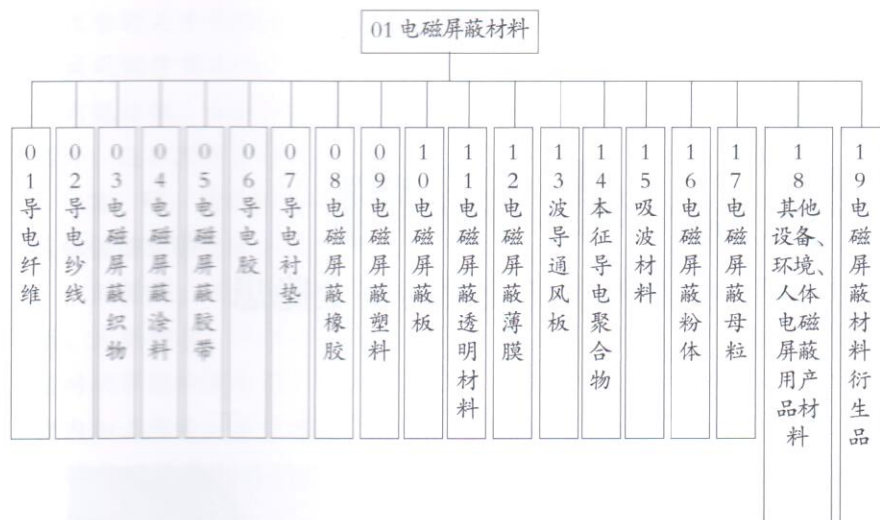 01 电磁屏蔽材料
01导电纤维
02导电纱线
03电磁屏蔽织物
04电磁屏蔽涂料
05电磁屏蔽胶带
06导电胶
07导电衬垫
08电磁屏蔽橡胶
09电磁屏蔽塑料
10电磁屏蔽板
11电磁屏蔽透明材料
12电磁屏蔽薄膜
13波导通风板
14本征导电聚合物
15吸波材料
16电磁屏蔽粉体
17电磁屏蔽母粒
18
其他
设备、
环境、
人体
电磁
屏蔽
用产
品材
料
19电磁屏蔽材料衍生品